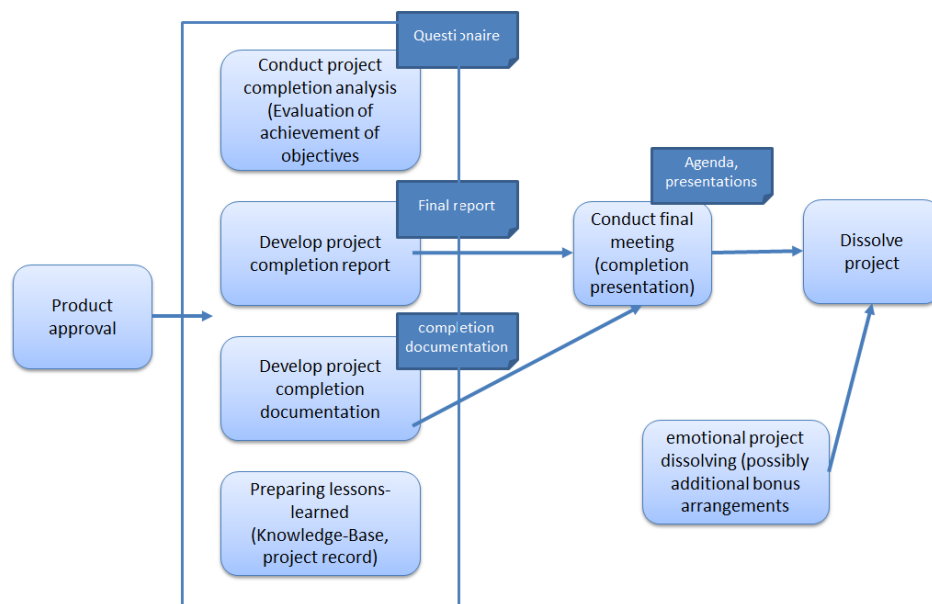 Questionaire
Conduct project
completion analysis
(Evaluation of
achievement of
objectives
Final report
Develop project
completion report
Agenda,
presentations
Conduct final
meeting
(completion
presentation)
Dissolve
project
Product
approval
completion
documentation
Develop project
completion
documentation
emotional project
dissolving (possibly
additional bonus
arrangements
Preparing lessons-
learned
(Knowledge-Base,
project record)